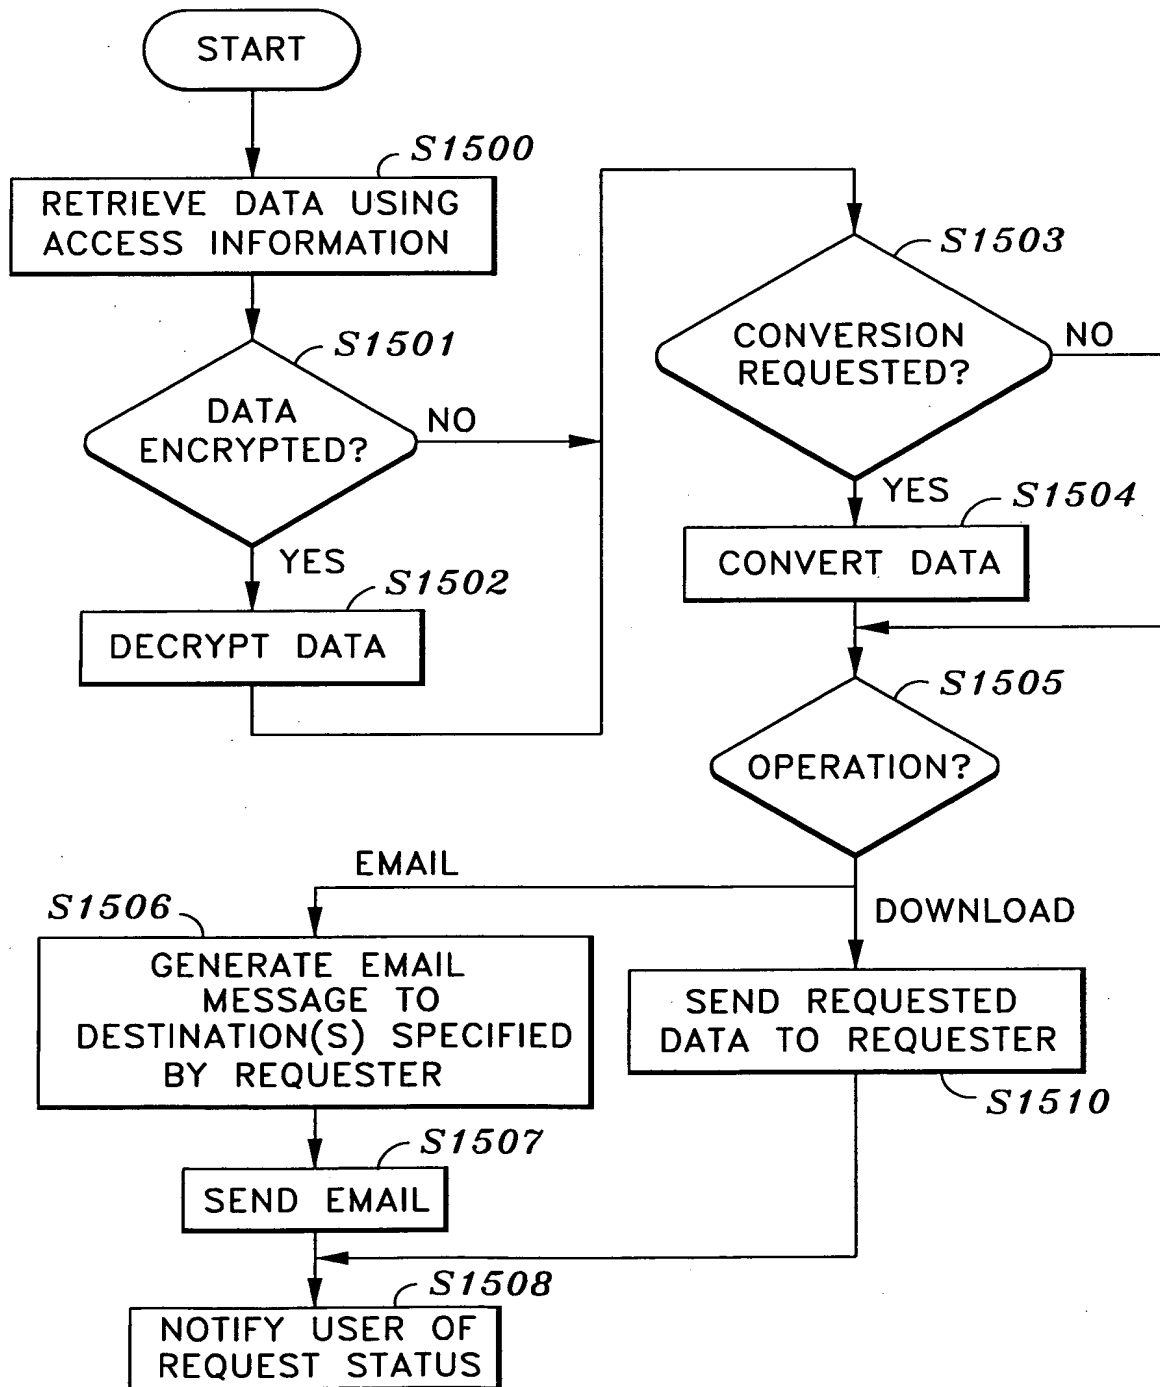 START
S1500
RETRIEVE DATA USING
ACCESS INFORMATION
S1501
DATA
ENCRYPTED?
NO
YES
S1502
DECRYPT DATA
S1503
CONVERSION
REQUESTED?
NO
YES
S1504
CONVERT DATA
S1505
OPERATION?
EMAIL
DOWNLOAD
S1506
GENERATE EMAIL
MESSAGE TO
DESTINATION(S) SPECIFIED
BY REQUESTER
SEND REQUESTED
DATA TO REQUESTER
S1510
S1507
SEND EMAIL
S1508
NOTIFY USER OF
REQUEST STATUS